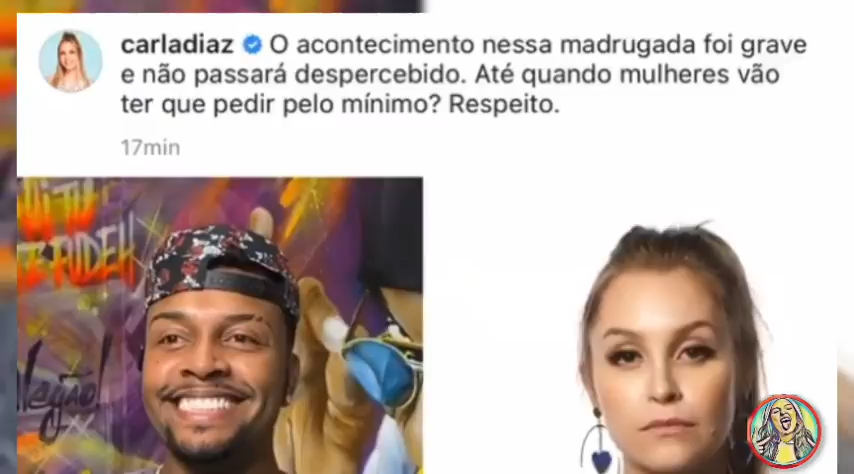 carladiaz O acontecimento nessa madrugada foi grave
e não passará despercebido. Até quando mulheres vão
ter que pedir pelo mínimo? Respeito.
17min